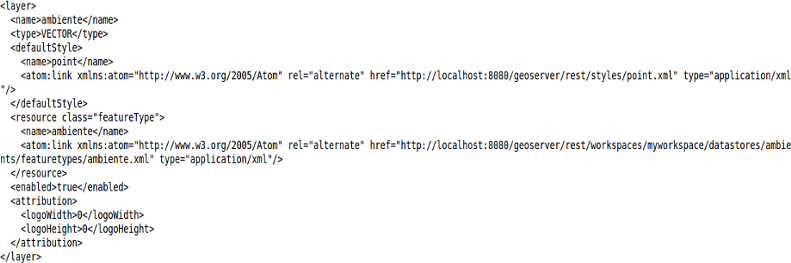 <layer>
  <name>ambiente</name>
  <type>VECTOR</type>
  <defaultStyle>
    <name>point</name>
    <atom:link xmlns:atom="http://www.w3.org/2005/Atom" rel="alternate" href="http://localhost:8080/geoserver/rest/styles/point.xml" type="application/xml
"/>
  </defaultStyle>
  <resource class="featureType">
    <name>ambiente</name>
    <atom:link xmlns:atom="http://www.w3.org/2005/Atom" rel="alternate" href="http://localhost:8080/geoserver/rest/workspaces/myworkspace/datastores/ambie
nts/featuretypes/ambiente.xml" type="application/xml"/>
  </resource>
  <enabled>true</enabled>
  <attribution>
    <logoWidth>0</logoWidth>
    <logoHeight>0</logoHeight>
  </attribution>
</layer>